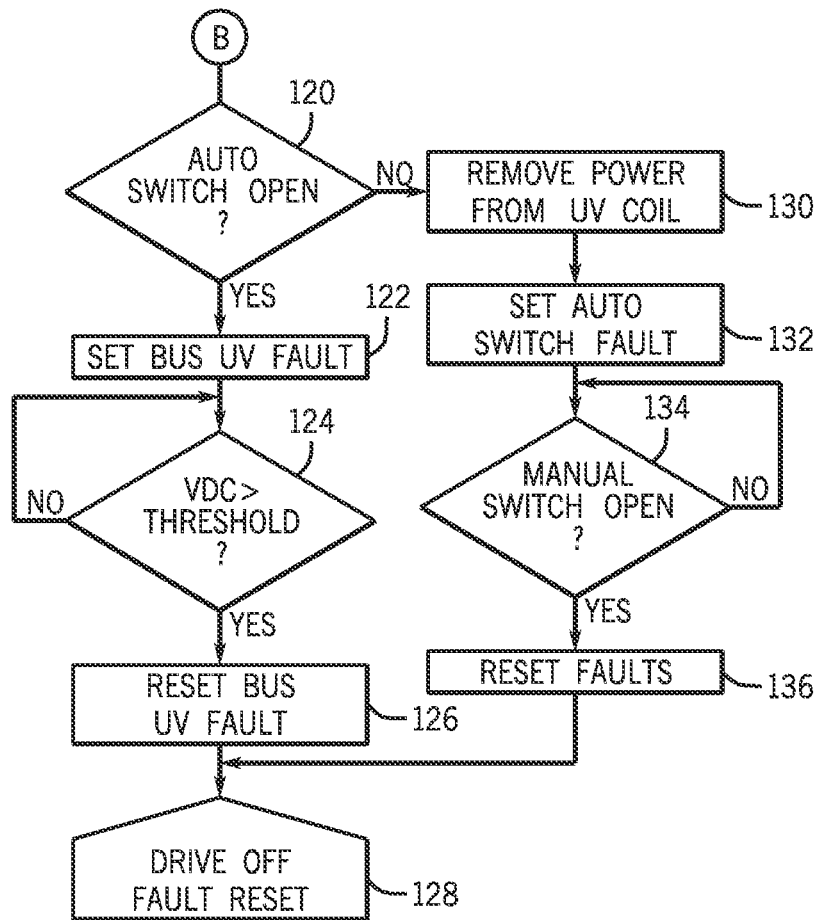 B
120
AUTO
SWITCH OPEN
?
NO
REMOVE POWER
FROM UV COIL
130
YES
122
SET BUS UV FAULT
SET AUTO
SWITCH FAULT
132
124
VDC>
THRESHOLD
?
NO
134
MANUAL
SWITCH OPEN
?
NO
YES
YES
RESET BUS
UV FAULT
126
RESET FAULTS
136
DRIVE OFF
FAULT RESET
128